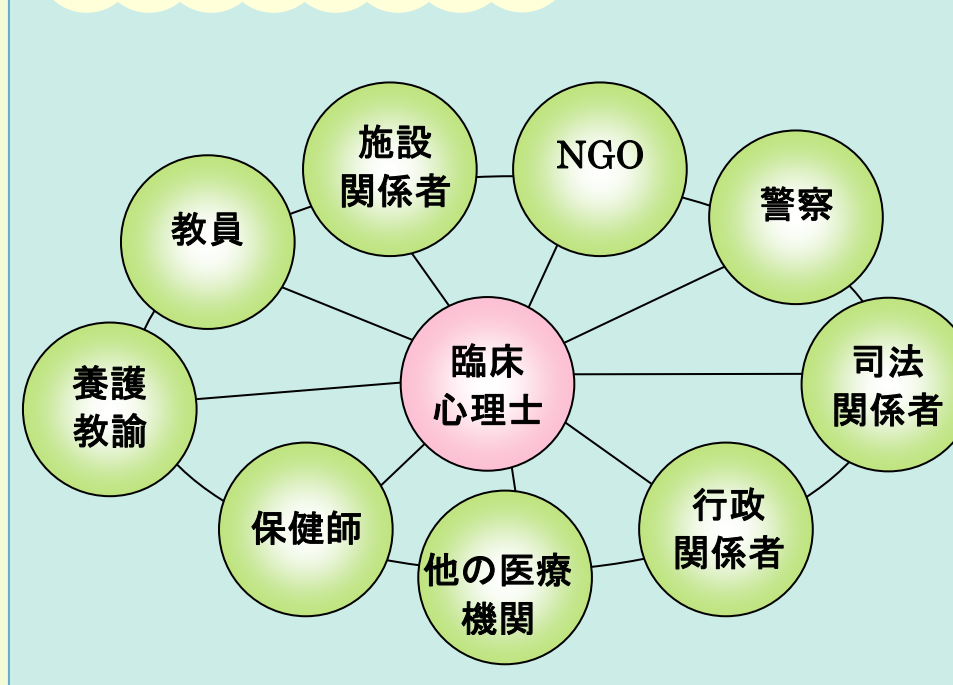 施設
関係者
NGO
警察
教員
司法
関係者
臨床
心理士
養護
教諭
行政
関係者
保健師
他の医療
機関